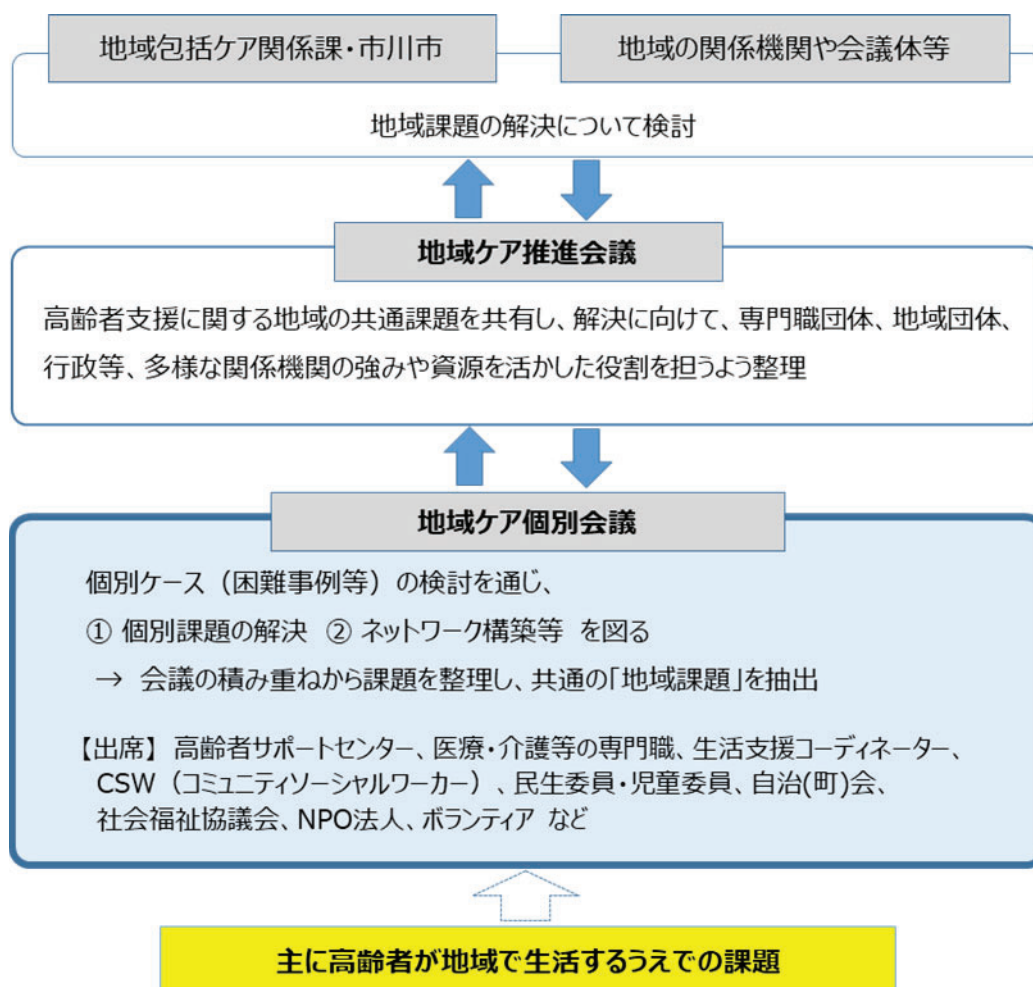 地域包括ケア関係課・市川市
地域の関係機関や会議体等
地域課題の解決について検討
地域ケア推進会議
高齢者支援に関する地域の共通課題を共有し、解決に向けて、専門職団体、地域団体、
行政等、多様な関係機関の強みや資源を活かした役割を担うよう整理
地域ケア個別会議
個別ケース（困難事例等）の検討を通じ、
① 個別課題の解決 ② ネットワーク構築等 を図る
→ 会議の積み重ねから課題を整理し、共通の「地域課題」を抽出
【出席】 高齢者サポートセンター、医療・介護等の専門職、生活支援コーディネーター、
CSW（コミュニティソーシャルワーカー）、民生委員・児童委員、自治(町)会、
社会福祉協議会、NPO法人、ボランティア など
主に高齢者が地域で生活するうえでの課題